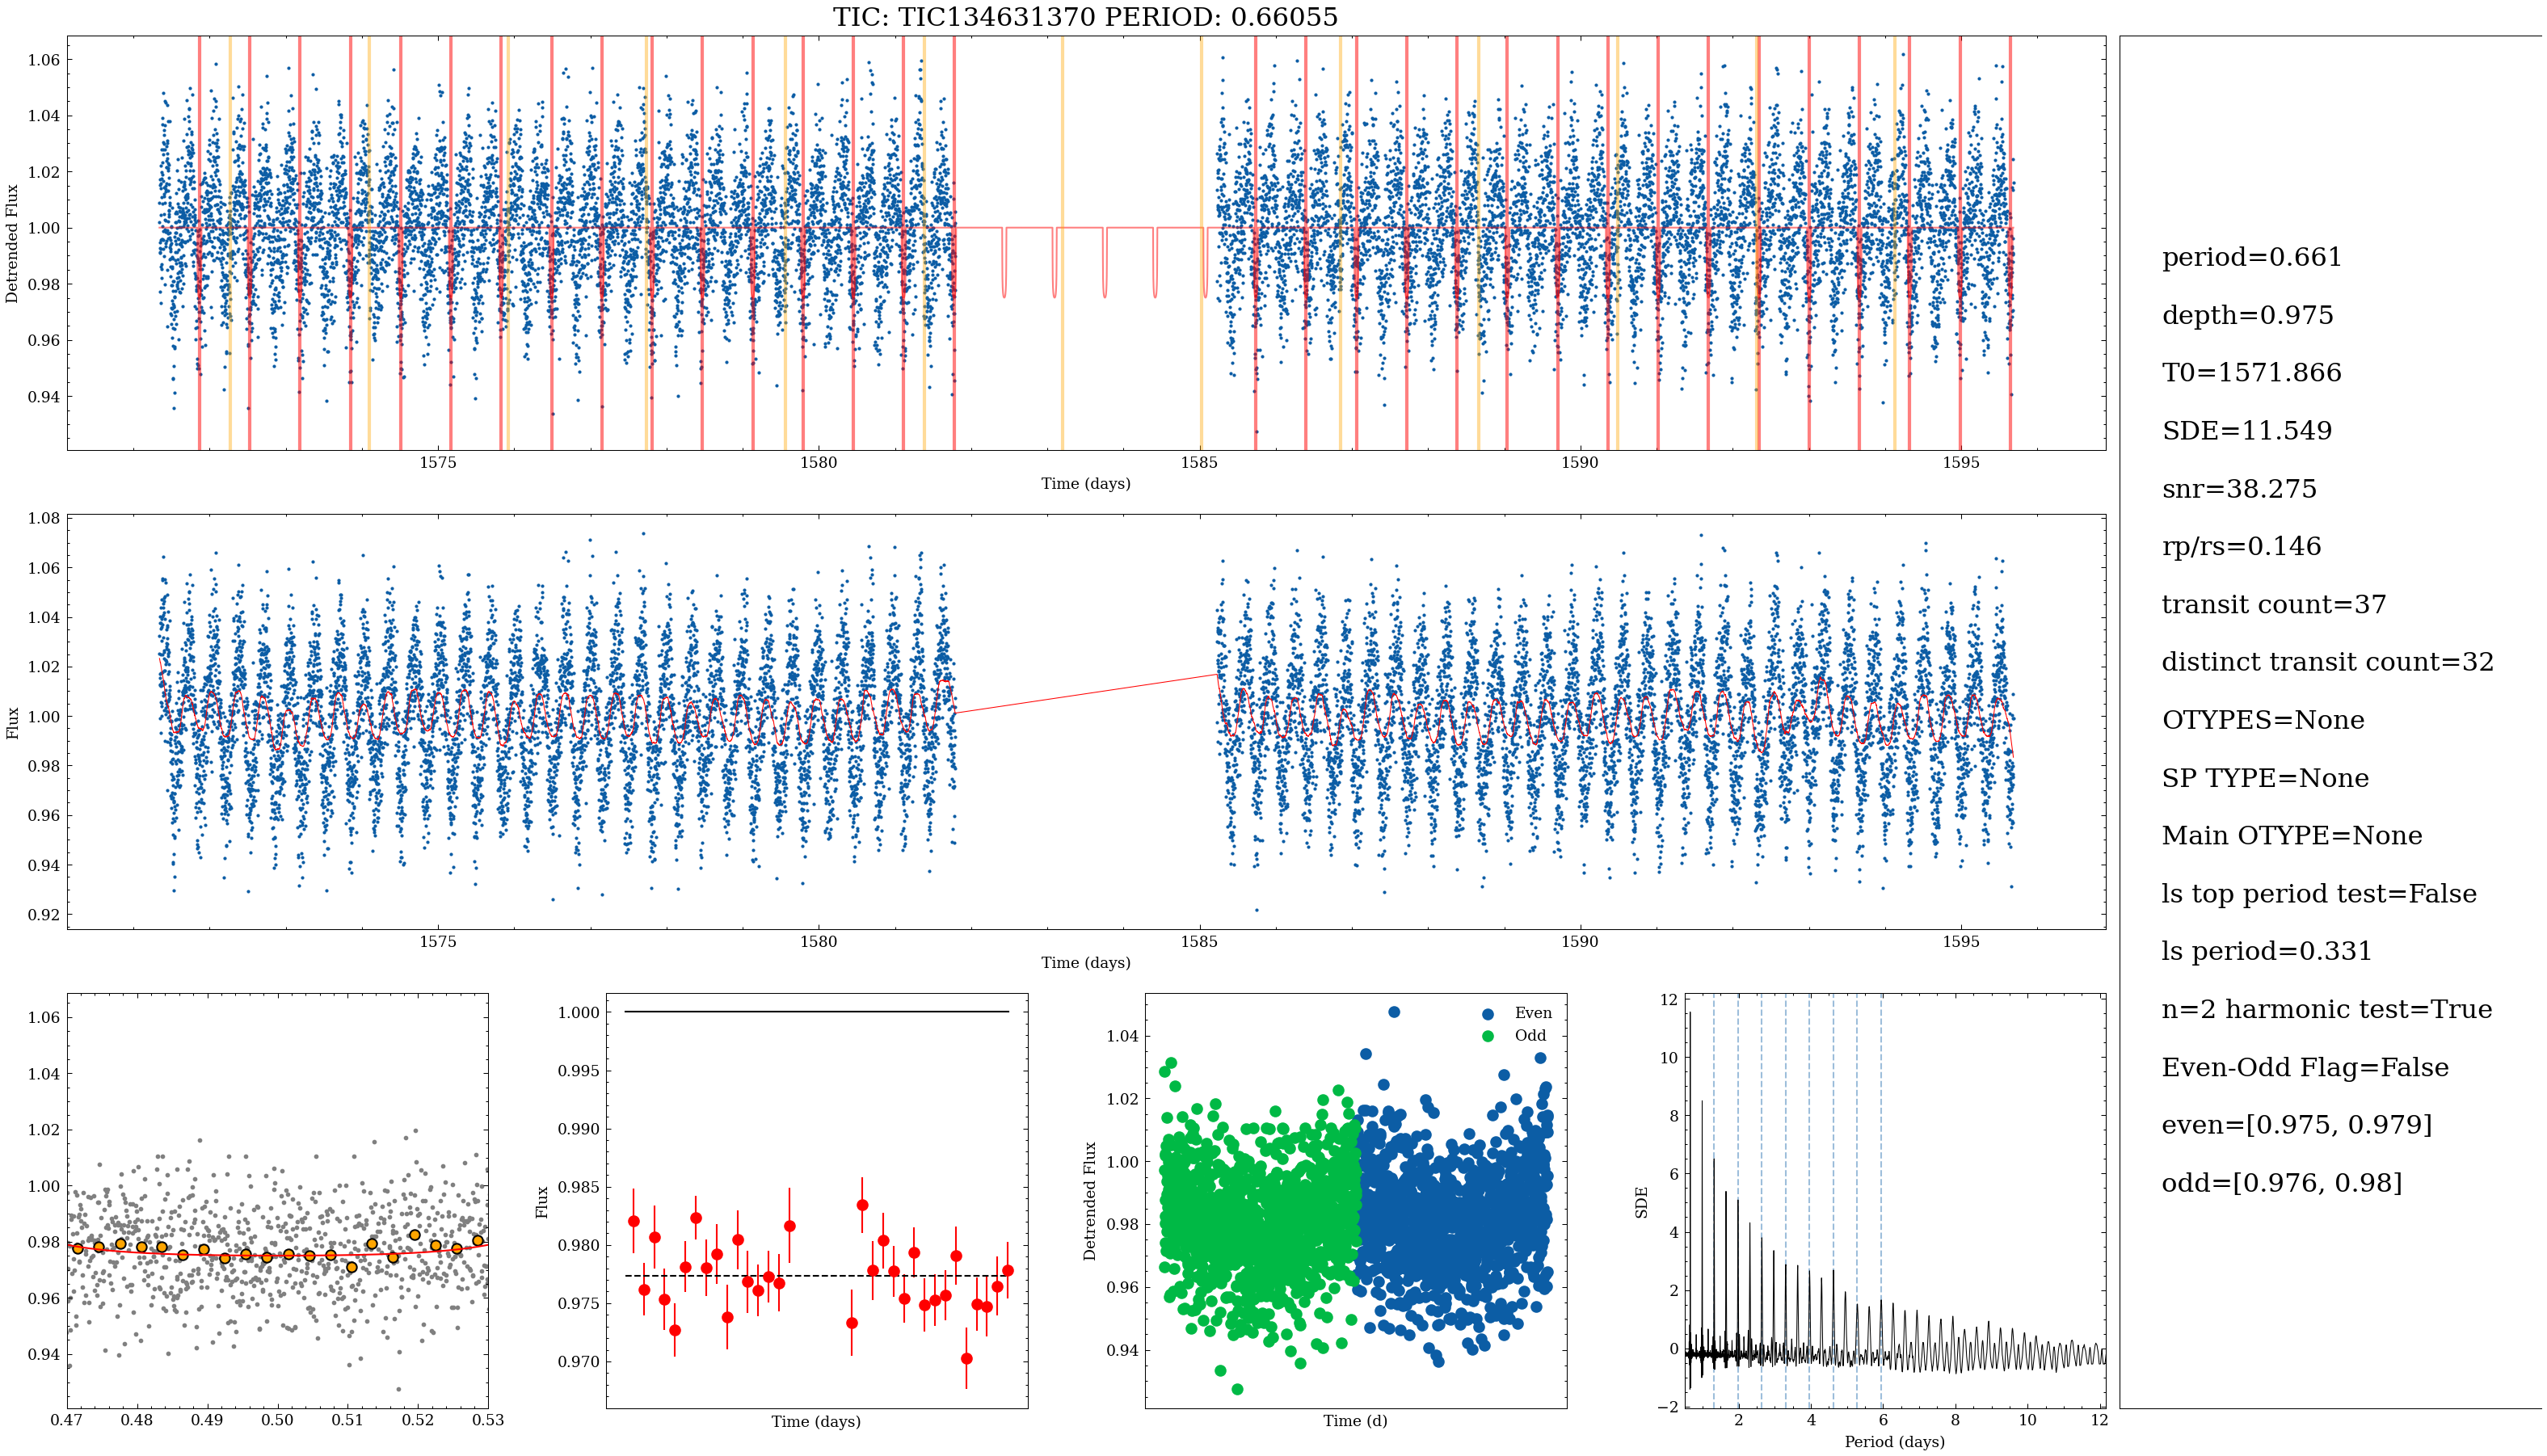 TIC: TIC134631370 PERIOD: 0.66055
1.06
1.04
1.02
1.00
0.98
0.96
0.94
Detrended Flux
1575
1580
1585
1590
1595
Time (days)
1.08
1.06
1.04
1.02
1.00
0.98
0.96
0.94
0.92
Flux
1575
1580
1585
1590
1595
Time (days)
1.06
1.04
1.02
1.00
0.98
0.96
0.94
0.47
0.48
0.49
0.50
0.51
0.52
0.53
1.000
0.995
0.990
0.985
0.980
0.975
0.970
Flux
Time (days)
Even
Odd
1.04
1.02
1.00
0.98
0.96
0.94
Detrended Flux
Time (d)
12
10
8
6
4
2
0
−2
SDE
2
4
6
8
10
12
Period (days)
period=0.661
depth=0.975
T0=1571.866
SDE=11.549
snr=38.275
rp/rs=0.146
transit count=37
distinct transit count=32
OTYPES=None
SP TYPE=None
Main OTYPE=None
ls top period test=False
ls period=0.331
n=2 harmonic test=True
Even-Odd Flag=False
even=[0.975, 0.979]
odd=[0.976, 0.98]